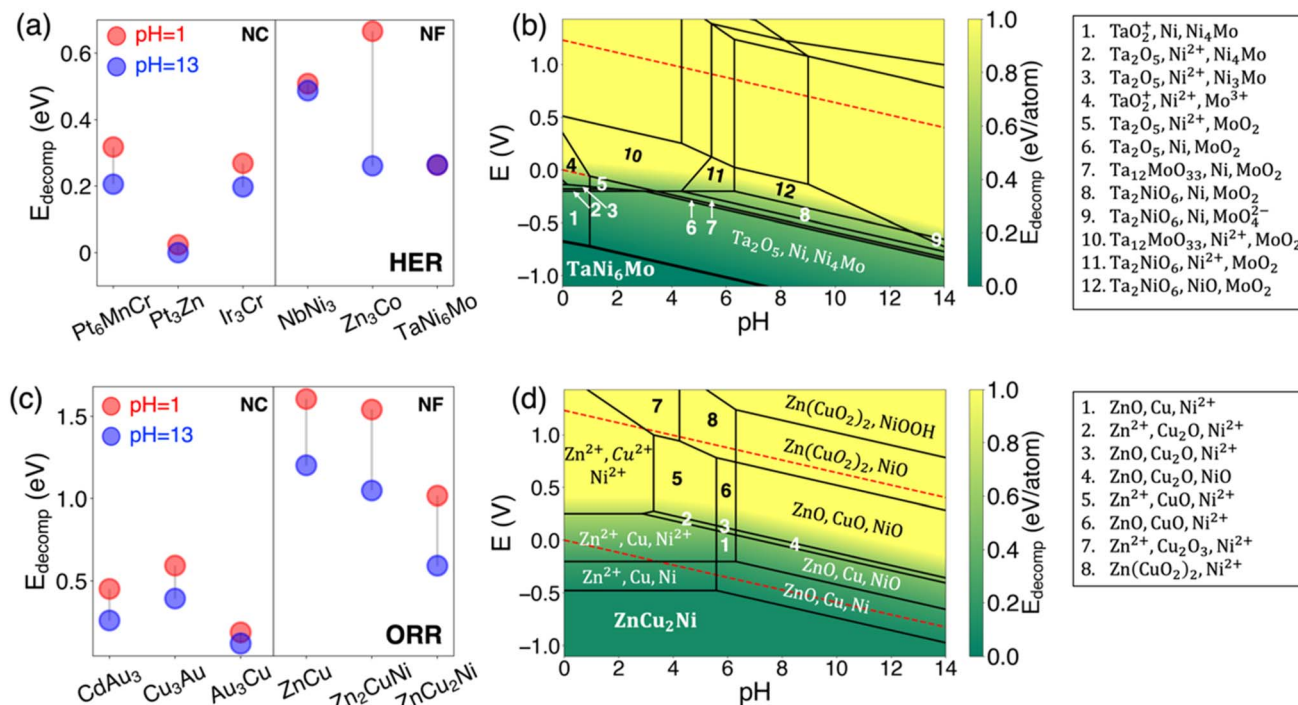 (a)
pH=1
pH=13
NC
NF
HER
E_decomp (eV)
0.6
0.4
0.2
0
Pt₆MnCr
Pt₃Zn
Ir₃Cr
NbNi₃
Zn₃Co
TaNi₆Mo
(b)
E (V)
1.0
0.5
0.0
−0.5
−1.0
4
10
11
12
5
1
2
3
6
7
8
9
Ta₂O₅, Ni, Ni₄Mo
TaNi₆Mo
0 2 4 6 8 10 12 14
pH
1.0
0.8
0.6
0.4
0.2
0.0
E_decomp (eV/atom)
1. TaO₂⁺, Ni, Ni₄Mo
2. Ta₂O₅, Ni²⁺, Ni₄Mo
3. Ta₂O₅, Ni²⁺, Ni₃Mo
4. TaO₂⁺, Ni²⁺, Mo³⁺
5. Ta₂O₅, Ni²⁺, MoO₂
6. Ta₂O₅, Ni, MoO₂
7. Ta₁₂MoO₃₃, Ni, MoO₂
8. Ta₂NiO₆, Ni, MoO₂
9. Ta₂NiO₆, Ni, MoO₄²⁻
10. Ta₁₂MoO₃₃, Ni²⁺, MoO₂
11. Ta₂NiO₆, Ni²⁺, MoO₂
12. Ta₂NiO₆, NiO, MoO₂
(c)
pH=1
pH=13
NC
NF
ORR
E_decomp (eV)
1.5
1.0
0.5
CdAu₃
Cu₃Au
Au₃Cu
ZnCu
Zn₂CuNi
ZnCu₂Ni
(d)
E (V)
1.0
0.5
0.0
−0.5
−1.0
7
8
Zn(CuO₂)₂, NiOOH
Zn(CuO₂)₂, NiO
Zn²⁺, Cu²⁺
Ni²⁺
5
6
ZnO, CuO, NiO
2
3
1
4
Zn²⁺, Cu, Ni²⁺
ZnO, Cu, NiO
Zn²⁺, Cu, Ni
ZnO, Cu, Ni
ZnCu₂Ni
0 2 4 6 8 10 12 14
pH
1.0
0.8
0.6
0.4
0.2
0.0
E_decomp (eV/atom)
1. ZnO, Cu, Ni²⁺
2. Zn²⁺, Cu₂O, Ni²⁺
3. ZnO, Cu₂O, Ni²⁺
4. ZnO, Cu₂O, NiO
5. Zn²⁺, CuO, Ni²⁺
6. ZnO, CuO, Ni²⁺
7. Zn²⁺, Cu₂O₃, Ni²⁺
8. Zn(CuO₂)₂, Ni²⁺